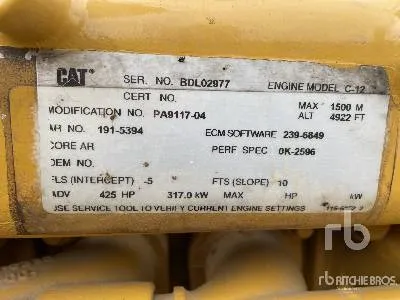 CAT SER. NO. BDL02977 ENGINE MODEL C-12
CERT NO. MAX 1500 M
MODIFICATION NO. PA9117-04 ALT 4922 FT
AR NO. 191-5394 ECM SOFTWARE 239-6849
CORE AR PERF SPEC 0K-2596
OEM NO.
FLS (INTERCEPT) -5 FTS (SLOPE) 10
ADV 425 HP 317.0 kW MAX HP kW
USE SERVICE TOOL TO VERIFY CURRENT ENGINE SETTINGS
rb
RITCHIE BROS.